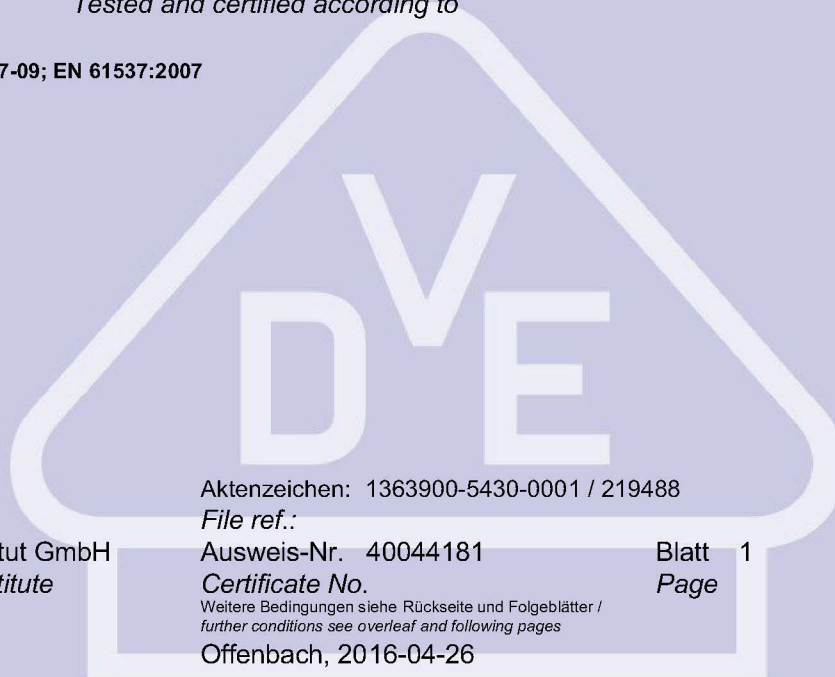 Tested and certified according to
7-09; EN 61537:2007
VDE
Aktenzeichen: 1363900-5430-0001 / 219488
File ref.:
tut GmbH Ausweis-Nr. 40044181 Blatt 1
titute Certificate No. Page
Weitere Bedingungen siehe Rückseite und Folgeblätter /
further conditions see overleaf and following pages
Offenbach, 2016-04-26